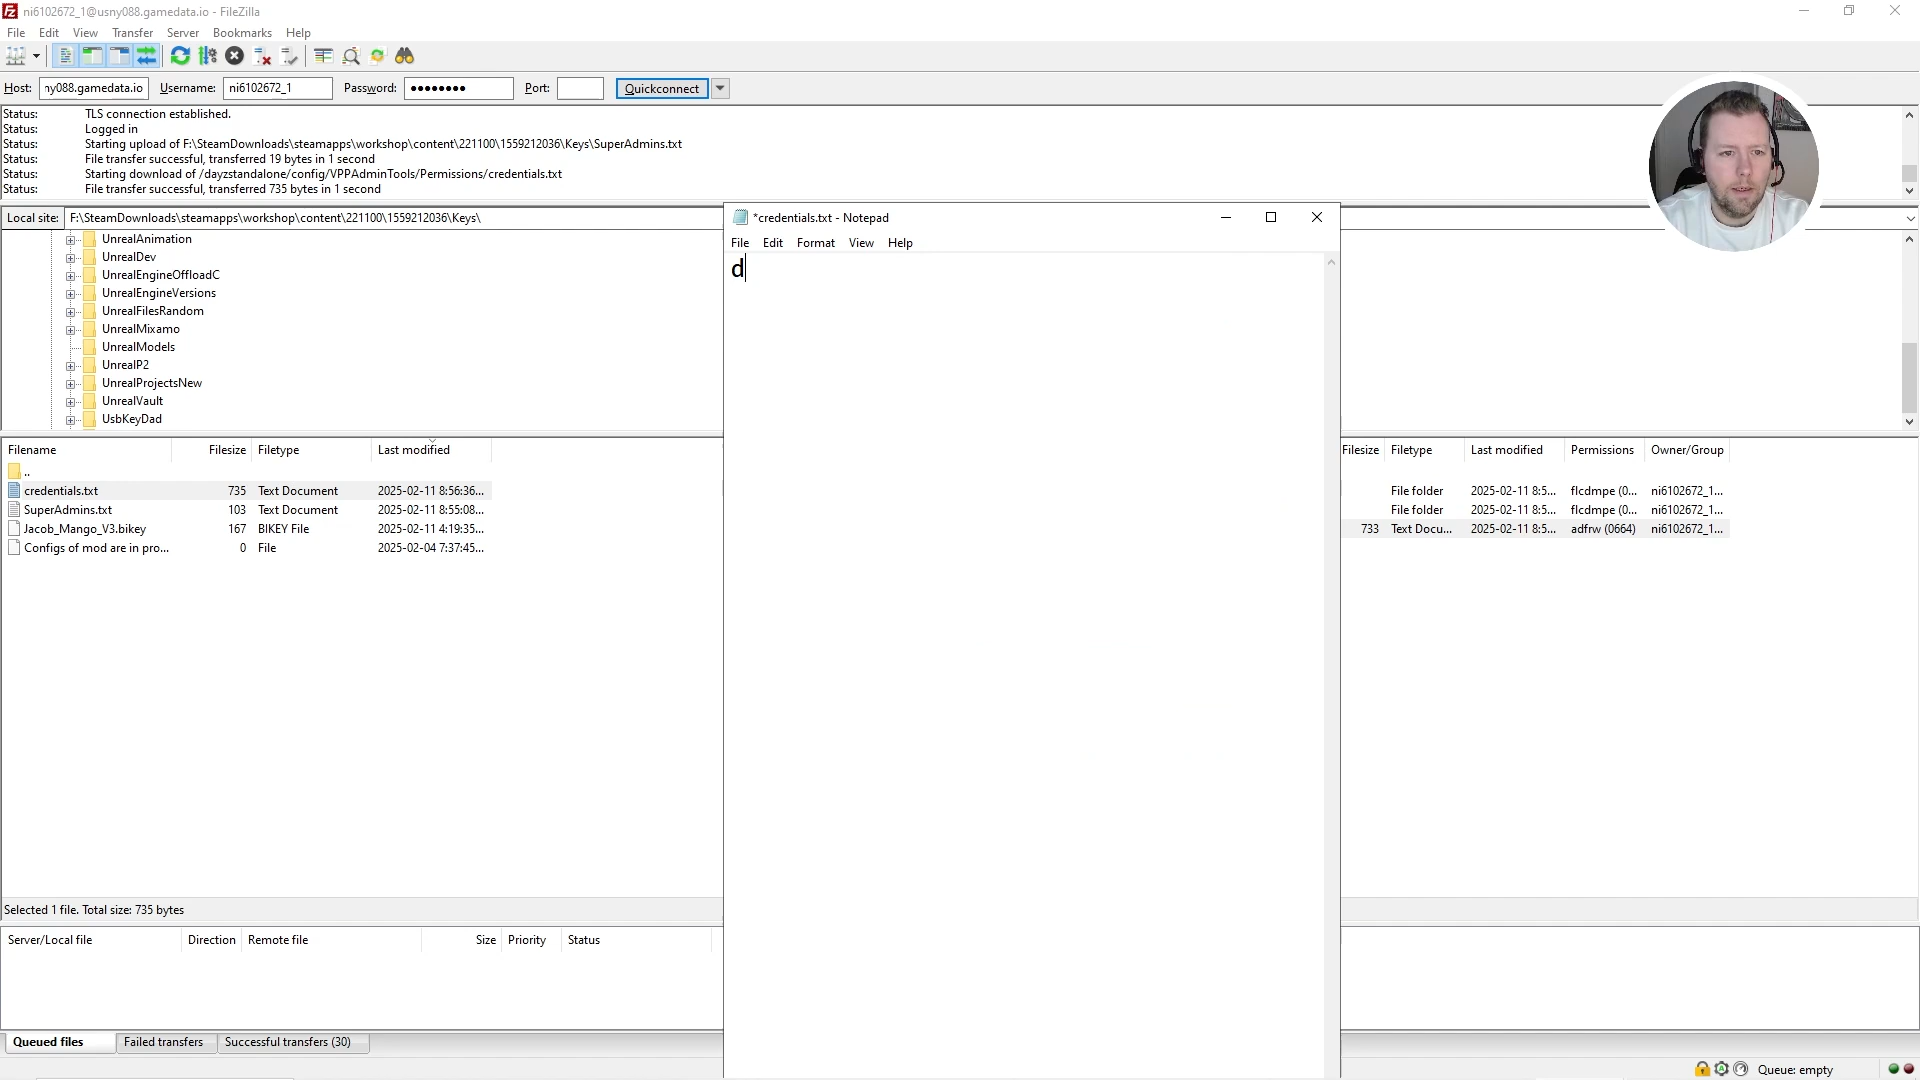 ni6102672_1@usny088.gamedata.io - FileZilla
File Edit View Transfer Server Bookmarks Help
Host: ny088.gamedata.io Username: ni6102672_1 Password: ●●●●●●●● Port: Quickconnect
Status: TLS connection established.
Status: Logged in
Status: Starting upload of F:\SteamDownloads\steamapps\workshop\content\221100\1559212036\Keys\SuperAdmins.txt
Status: File transfer successful, transferred 19 bytes in 1 second
Status: Starting download of /dayzstandalone/config/VPPAdminTools/Permissions/credentials.txt
Status: File transfer successful, transferred 735 bytes in 1 second
Local site: F:\SteamDownloads\steamapps\workshop\content\221100\1559212036\Keys\
UnrealAnimation
UnrealDev
UnrealEngineOffloadC
UnrealEngineVersions
UnrealFilesRandom
UnrealMixamo
UnrealModels
UnrealP2
UnrealProjectsNew
UnrealVault
UsbKeyDad
Filename Filesize Filetype Last modified
..
credentials.txt 735 Text Document 2025-02-11 8:56:36...
SuperAdmins.txt 103 Text Document 2025-02-11 8:55:08...
Jacob_Mango_V3.bikey 167 BIKEY File 2025-02-11 4:19:35...
Configs of mod are in pro... 0 File 2025-02-04 7:37:45...
Selected 1 file. Total size: 735 bytes
*credentials.txt - Notepad
File Edit Format View Help
d
Filesize Filetype Last modified Permissions Owner/Group
File folder 2025-02-11 8:5... flcdmpe (0... ni6102672_1...
File folder 2025-02-11 8:5... flcdmpe (0... ni6102672_1...
733 Text Docu... 2025-02-11 8:5... adfrw (0664) ni6102672_1...
Server/Local file Direction Remote file Size Priority Status
Queued files Failed transfers Successful transfers (30)
Queue: empty